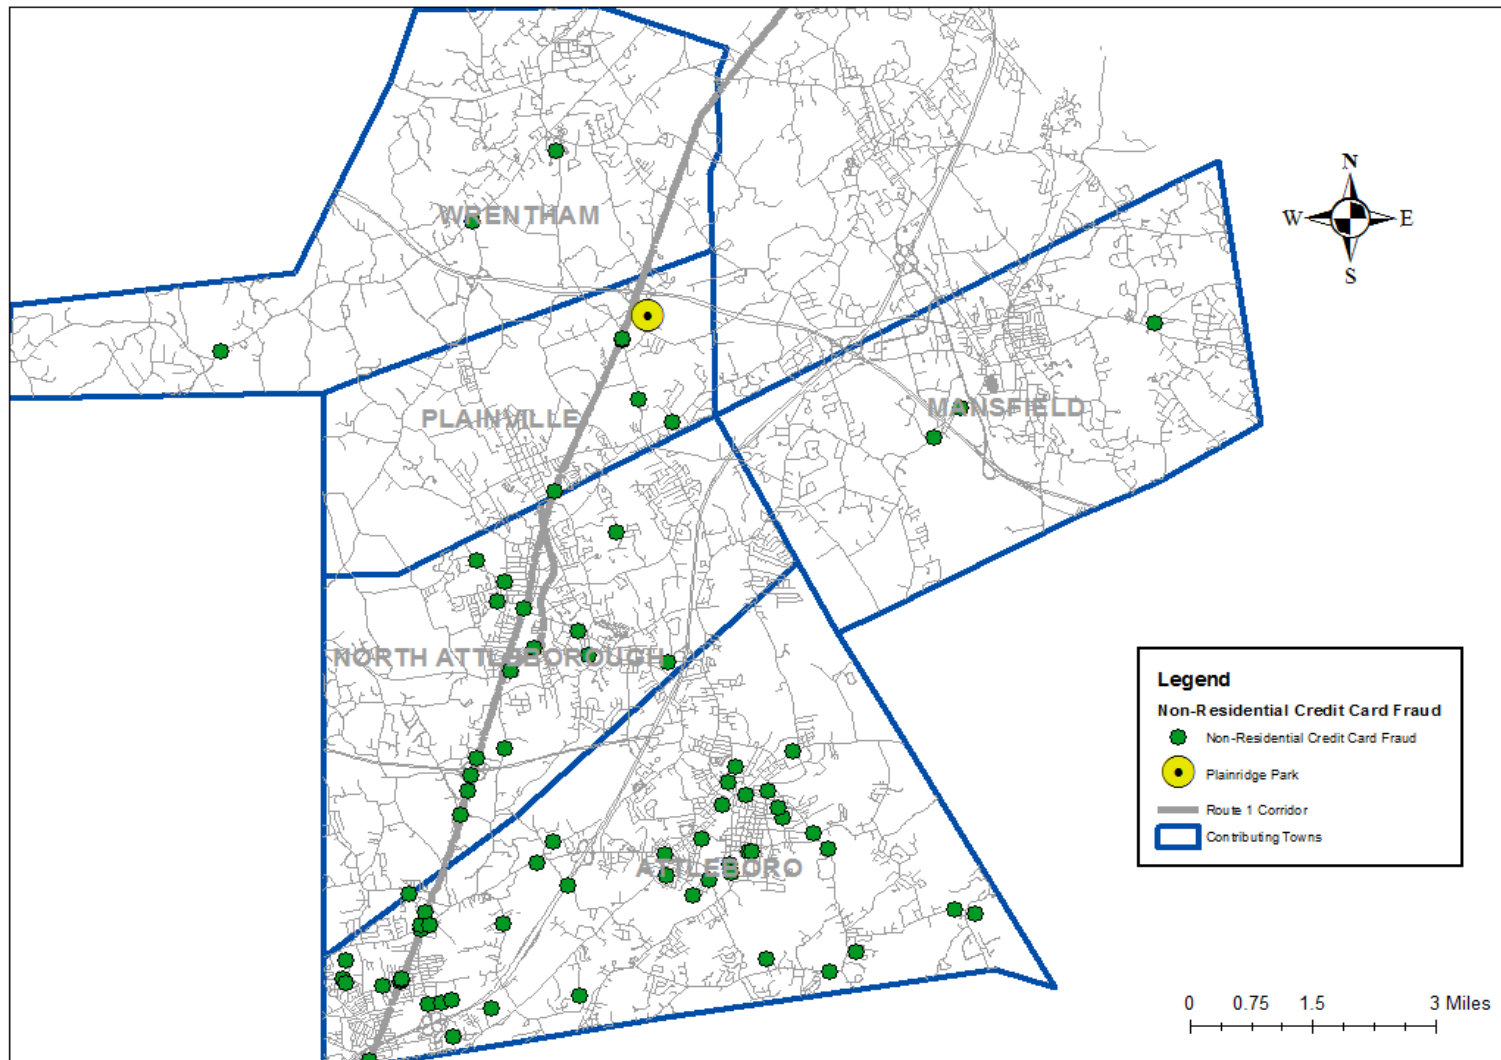 N
W E
S
WRENTHAM
PLAINVILLE
MANSFIELD
NORTH ATTLEBOROUGH
ATTLEBORO
Legend
Non-Residential Credit Card Fraud
Non-Residential Credit Card Fraud
Plainridge Park
Route 1 Corridor
Contributing Towns
0 0.75 1.5 3 Miles